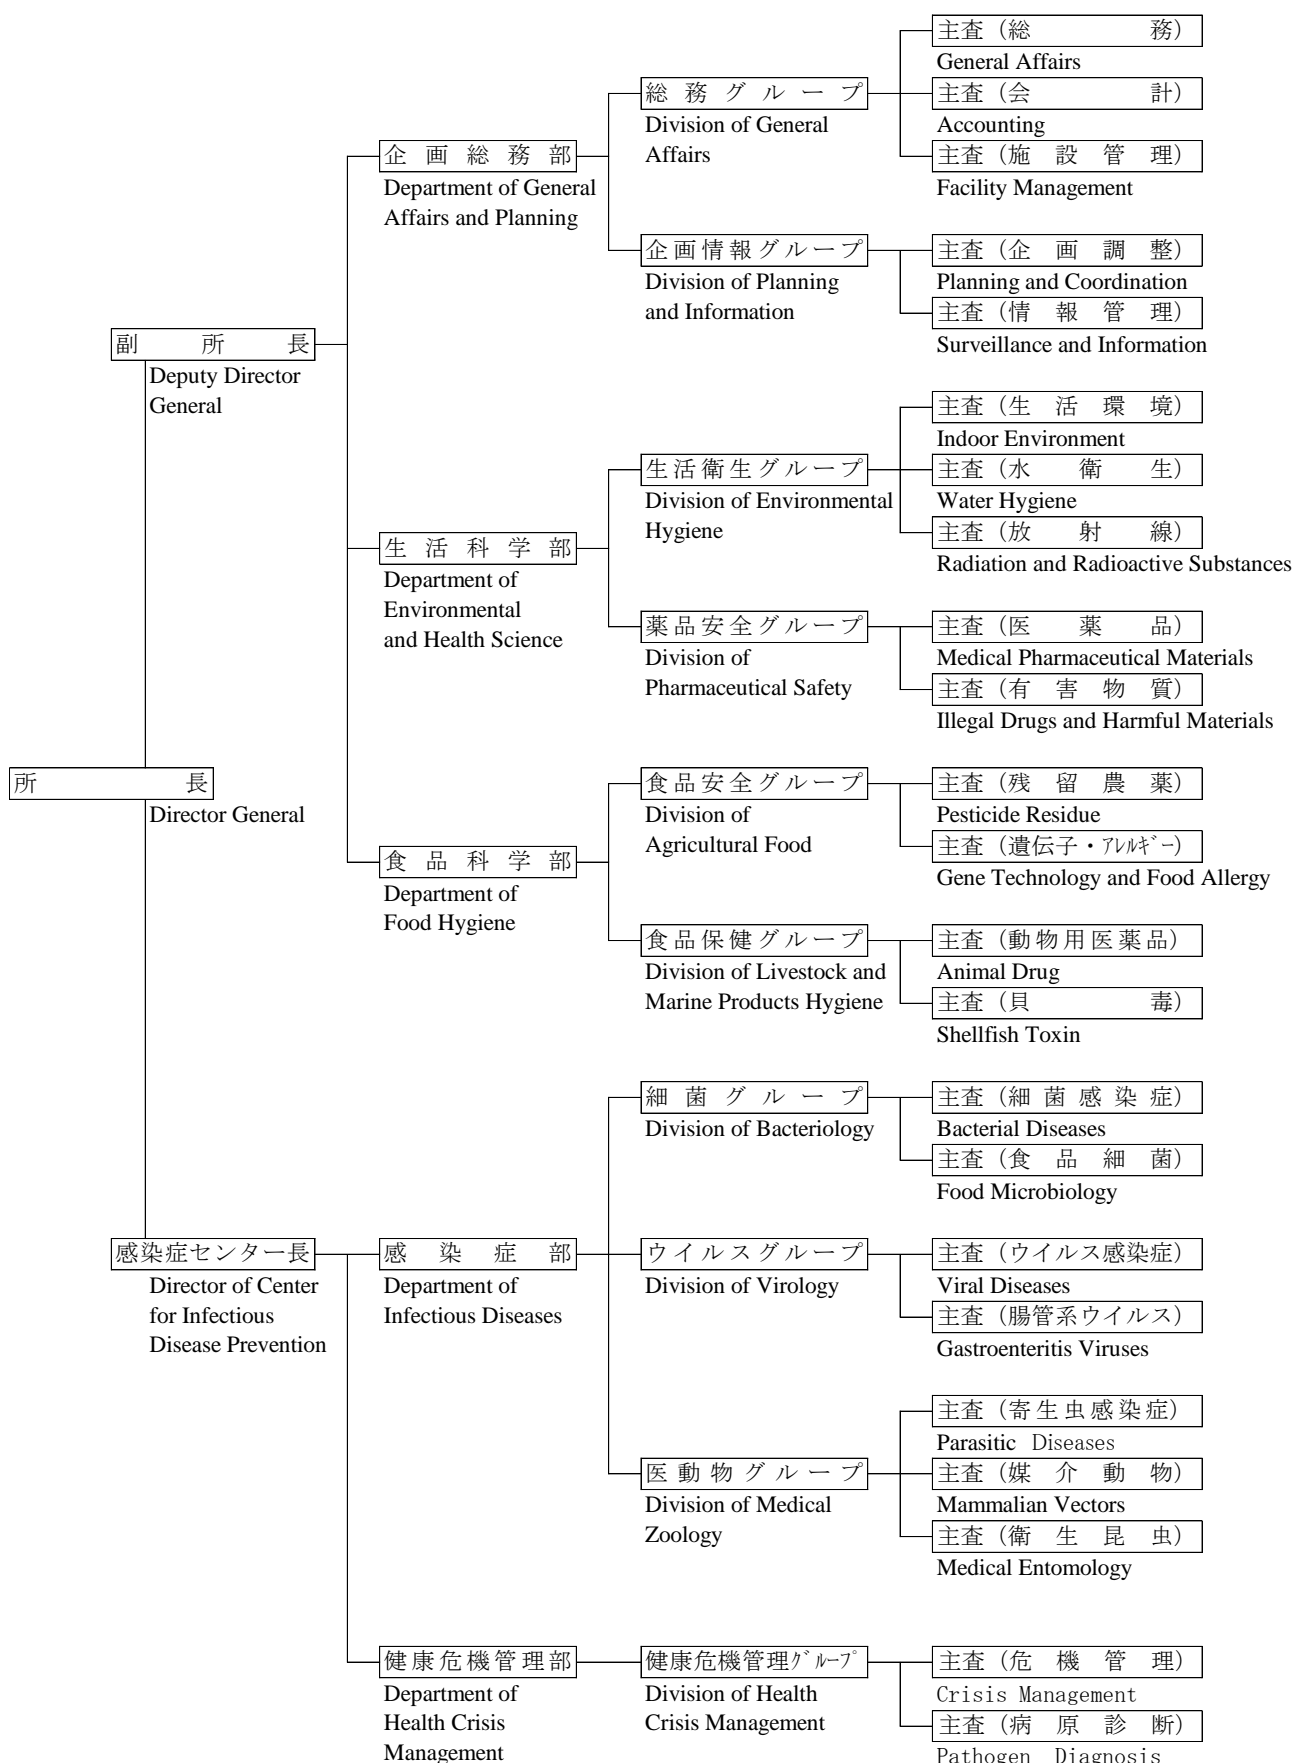 主査（総務）
General Affairs
総務グループ
主査（会計）
Division of General
Affairs
Accounting
企画総務部
主査（施設管理）
Department of General
Affairs and Planning
Facility Management
企画情報グループ
主査（企画調整）
Division of Planning
and Information
Planning and Coordination
主査（情報管理）
Surveillance and Information
副所長
Deputy Director
General
主査（生活環境）
Indoor Environment
生活衛生グループ
主査（水衛生）
Division of Environmental
Hygiene
Water Hygiene
主査（放射線）
Radiation and Radioactive Substances
生活科学部
Department of
Environmental
and Health Science
薬品安全グループ
主査（医薬品）
Division of
Pharmaceutical Safety
Medical Pharmaceutical Materials
主査（有害物質）
Illegal Drugs and Harmful Materials
所長
Director General
食品安全グループ
主査（残留農薬）
Division of
Agricultural Food
Pesticide Residue
主査（遺伝子・ｱﾚﾙｷﾞｰ）
Gene Technology and Food Allergy
食品科学部
Department of
Food Hygiene
食品保健グループ
主査（動物用医薬品）
Division of Livestock and
Marine Products Hygiene
Animal Drug
主査（貝毒）
Shellfish Toxin
細菌グループ
主査（細菌感染症）
Division of Bacteriology
Bacterial Diseases
主査（食品細菌）
Food Microbiology
感染症センター長
Director of Center
for Infectious
Disease Prevention
感染症部
Department of
Infectious Diseases
ウイルスグループ
主査（ウイルス感染症）
Division of Virology
Viral Diseases
主査（腸管系ウイルス）
Gastroenteritis Viruses
主査（寄生虫感染症）
Parasitic Diseases
医動物グループ
主査（媒介動物）
Division of Medical
Zoology
Mammalian Vectors
主査（衛生昆虫）
Medical Entomology
健康危機管理部
Department of
Health Crisis
Management
健康危機管理ｸﾞﾙｰﾌﾟ
主査（危機管理）
Division of Health
Crisis Management
Crisis Management
主査（病原診断）
Pathogen Diagnosis